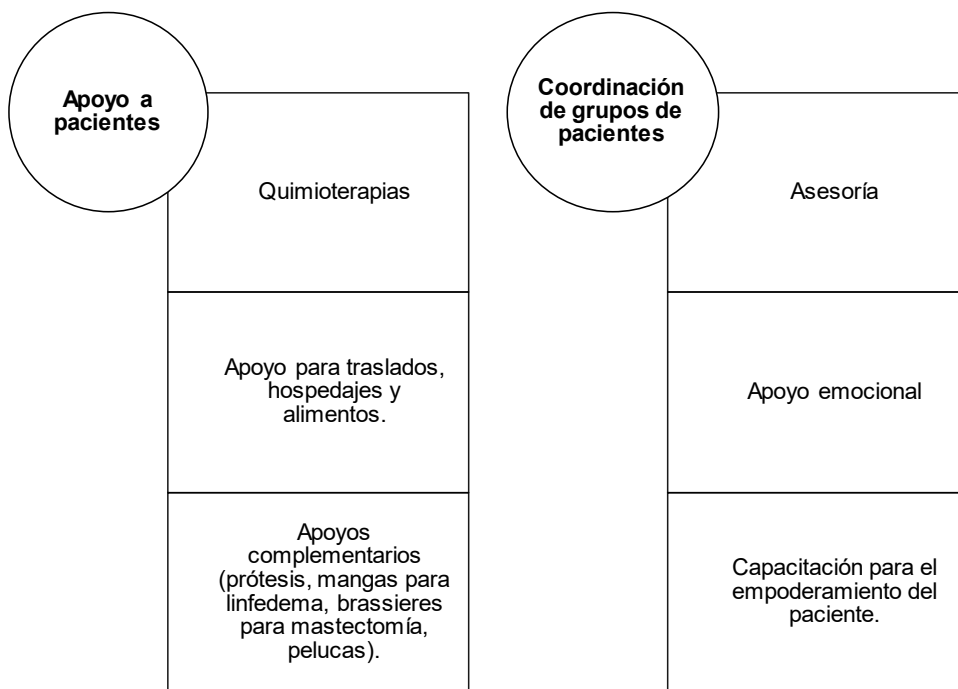 Apoyo a
pacientes
Quimioterapias
Apoyo para traslados,
hospedajes y
alimentos.
Apoyos
complementarios
(prótesis, mangas para
linfedema, brassieres
para mastectomía,
pelucas).
Coordinación
de grupos de
pacientes
Asesoría
Apoyo emocional
Capacitación para el
empoderamiento del
paciente.